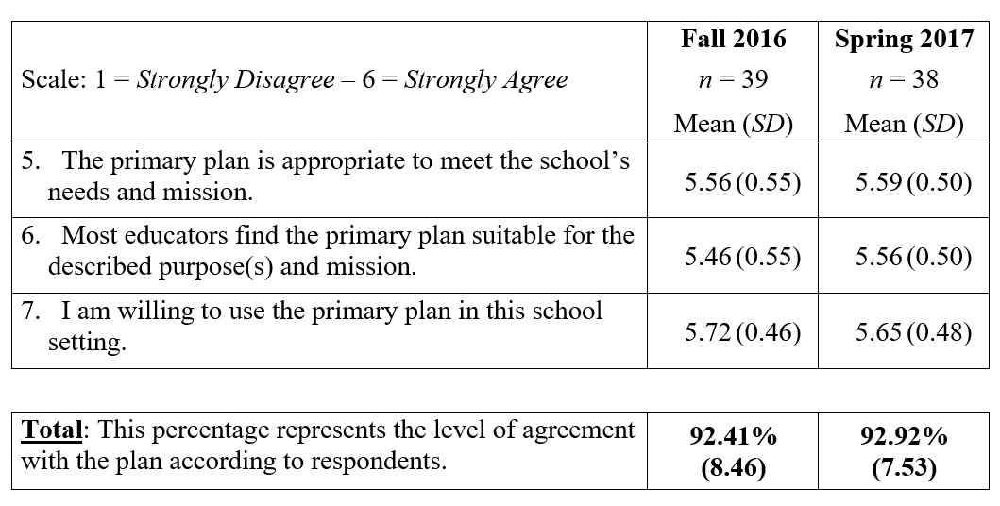 Scale: 1 = Strongly Disagree – 6 = Strongly Agree
Fall 2016
n = 39
Mean (SD)
Spring 2017
n = 38
Mean (SD)
5. The primary plan is appropriate to meet the school’s
needs and mission.
5.56 (0.55)
5.59 (0.50)
6. Most educators find the primary plan suitable for the
described purpose(s) and mission.
5.46 (0.55)
5.56 (0.50)
7. I am willing to use the primary plan in this school
setting.
5.72 (0.46)
5.65 (0.48)
Total: This percentage represents the level of agreement
with the plan according to respondents.
92.41%
(8.46)
92.92%
(7.53)